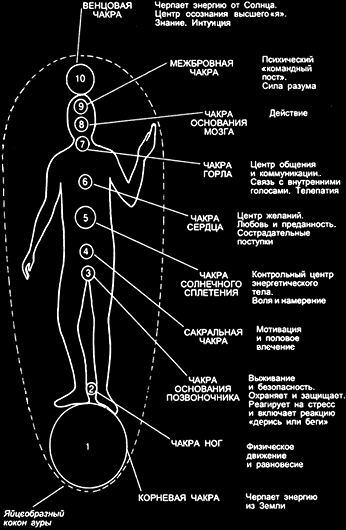 ВЕНЦОВАЯ
ЧАКРА
Черпает энергию от Солнца.
Центр осознания высшего «я».
Знание. Интуиция
МЕЖБРОВНАЯ
ЧАКРА
Психический
«командный
пост».
Сила разума
ЧАКРА
ОСНОВАНИЯ
МОЗГА
Действие
ЧАКРА
ГОРЛА
Центр общения
и коммуникации.
Связь с внутренними
голосами. Телепатия
ЧАКРА
СЕРДЦА
Центр желаний.
Любовь и преданность.
Сострадательные
поступки
ЧАКРА
СОЛНЕЧНОГО
СПЛЕТЕНИЯ
Контрольный центр
энергетического
тела.
Воля и намерение
САКРАЛЬНАЯ
ЧАКРА
Мотивация
и половое
влечение
ЧАКРА
ОСНОВАНИЯ
ПОЗВОНОЧНИКА
Выживание
и безопасность.
Охраняет и защищает.
Реагирует на стресс
и включает реакцию
«дерись или беги»
ЧАКРА НОГ
Физическое
движение
и равновесие
КОРНЕВАЯ ЧАКРА
Черпает энергию
из Земли
10
9
8
7
6
5
4
3
2
1
Яйцеобразный
кокон ауры